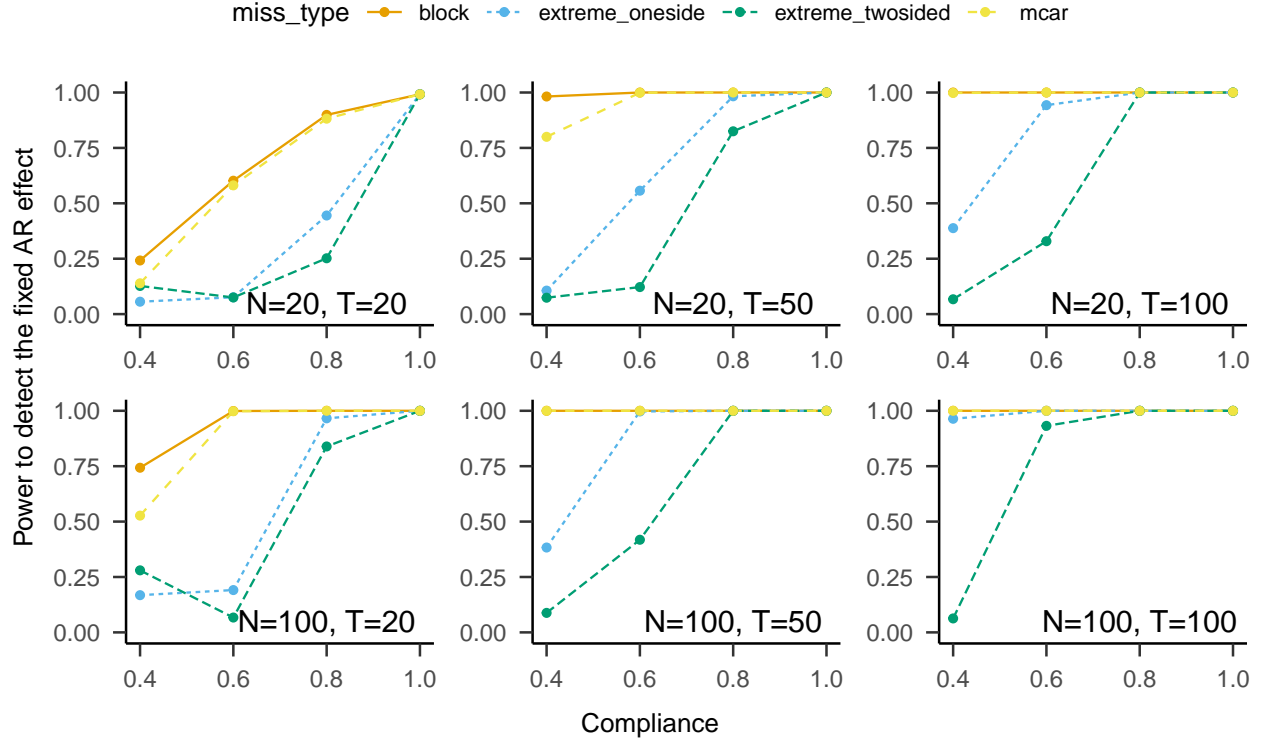 miss_type block extreme_oneside extreme_twosided mcar
Power to detect the fixed AR effect
1.00
0.75
0.50
0.25
0.00
N=20, T=20
0.4 0.6 0.8 1.0
1.00
0.75
0.50
0.25
0.00
N=20, T=50
0.4 0.6 0.8 1.0
1.00
0.75
0.50
0.25
0.00
N=20, T=100
0.4 0.6 0.8 1.0
1.00
0.75
0.50
0.25
0.00
N=100, T=20
0.4 0.6 0.8 1.0
1.00
0.75
0.50
0.25
0.00
N=100, T=50
0.4 0.6 0.8 1.0
1.00
0.75
0.50
0.25
0.00
N=100, T=100
0.4 0.6 0.8 1.0
Compliance